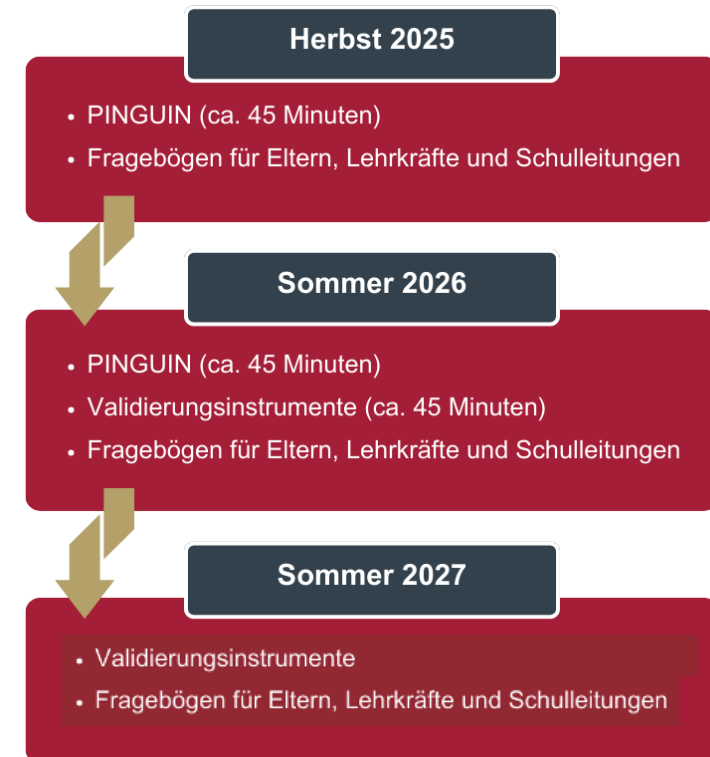 Herbst 2025
• PINGUIN (ca. 45 Minuten)
• Fragebögen für Eltern, Lehrkräfte und Schulleitungen
Sommer 2026
• PINGUIN (ca. 45 Minuten)
• Validierungsinstrumente (ca. 45 Minuten)
• Fragebögen für Eltern, Lehrkräfte und Schulleitungen
Sommer 2027
• Validierungsinstrumente
• Fragebögen für Eltern, Lehrkräfte und Schulleitungen